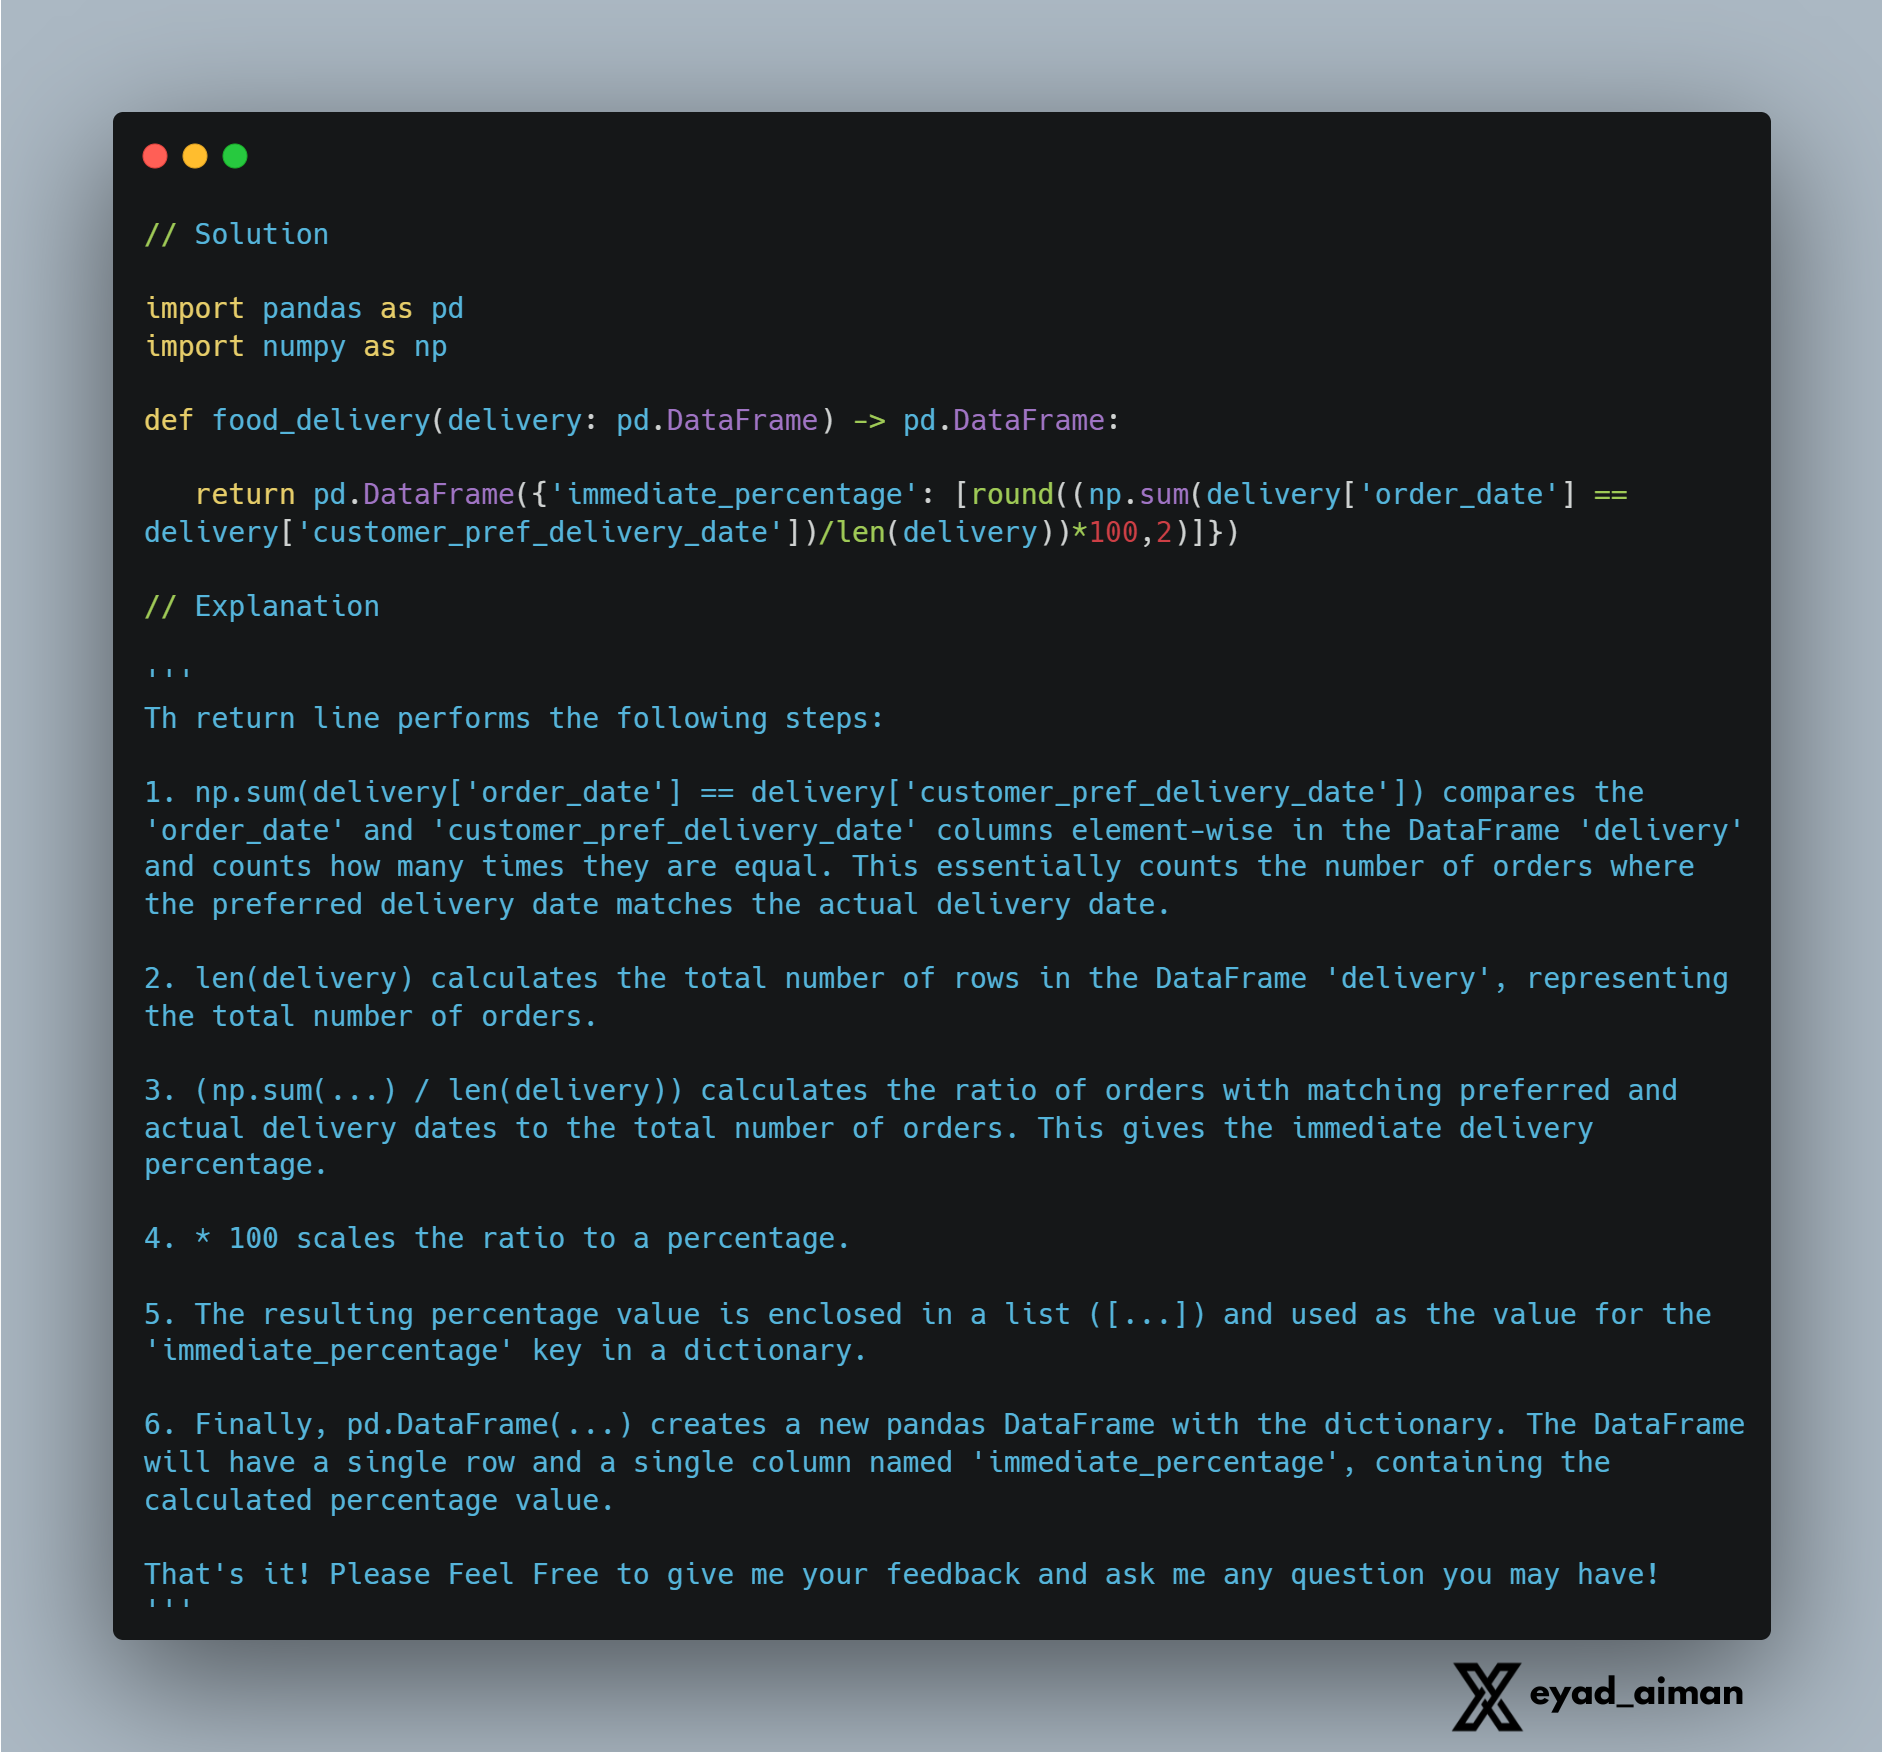 // Solution
import pandas as pd
import numpy as np
def food_delivery(delivery: pd.DataFrame) -> pd.DataFrame:
return pd.DataFrame({'immediate_percentage': [round((np.sum(delivery['order_date'] ==
delivery['customer_pref_delivery_date'])/len(delivery))*100,2)]})
// Explanation
'''
Th return line performs the following steps:
1. np.sum(delivery['order_date'] == delivery['customer_pref_delivery_date']) compares the
'order_date' and 'customer_pref_delivery_date' columns element-wise in the DataFrame 'delivery'
and counts how many times they are equal. This essentially counts the number of orders where
the preferred delivery date matches the actual delivery date.
2. len(delivery) calculates the total number of rows in the DataFrame 'delivery', representing
the total number of orders.
3. (np.sum(...) / len(delivery)) calculates the ratio of orders with matching preferred and
actual delivery dates to the total number of orders. This gives the immediate delivery
percentage.
4. * 100 scales the ratio to a percentage.
5. The resulting percentage value is enclosed in a list ([...]) and used as the value for the
'immediate_percentage' key in a dictionary.
6. Finally, pd.DataFrame(...) creates a new pandas DataFrame with the dictionary. The DataFrame
will have a single row and a single column named 'immediate_percentage', containing the
calculated percentage value.
That's it! Please Feel Free to give me your feedback and ask me any question you may have!
'''
eyad_aiman